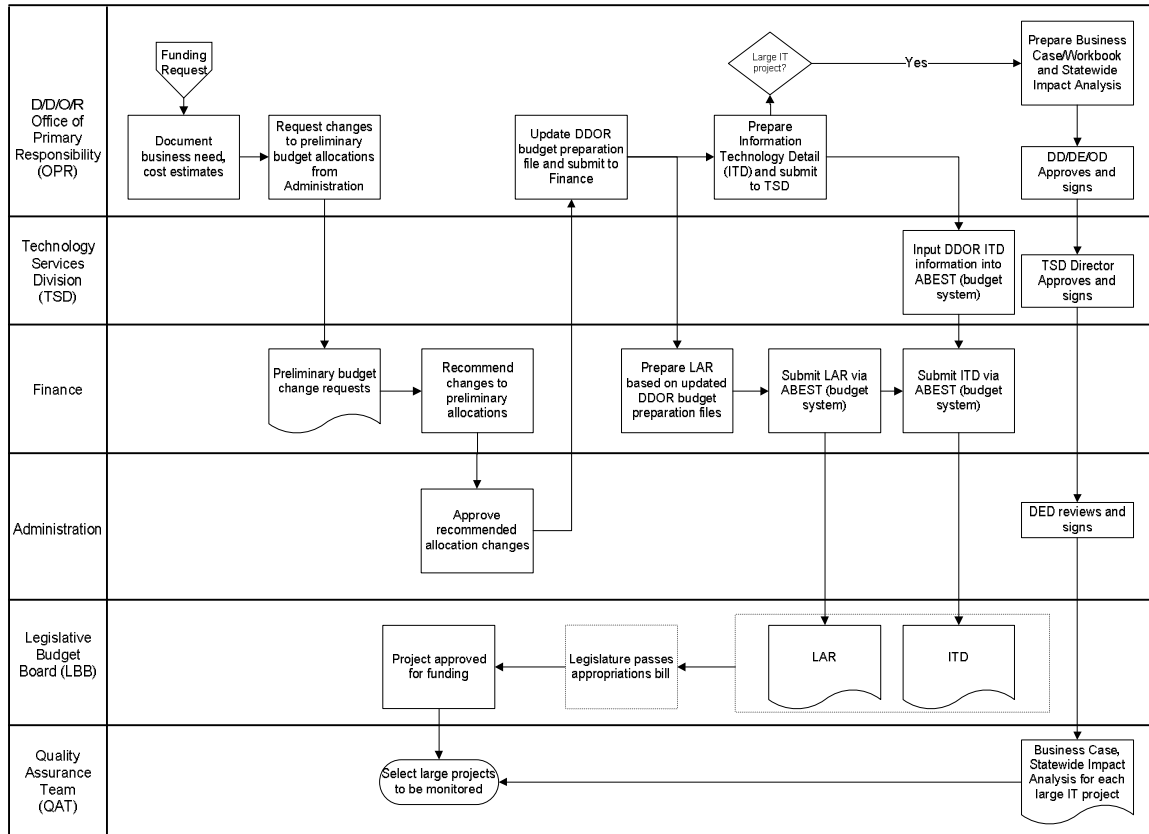 D/D/O/R
Office of
Primary
Responsibility
(OPR)
Funding
Request
Document
business need,
cost estimates
Request changes
to preliminary
budget allocations
from
Administration
Update DDOR
budget preparation
file and submit to
Finance
Large IT
project?
Yes
Prepare
Information
Technology Detail
(ITD) and submit
to TSD
Prepare Business
Case/Workbook
and Statewide
Impact Analysis
DD/DE/OD
Approves and
signs
Technology
Services
Division
(TSD)
Input DDOR ITD
information into
ABEST (budget
system)
TSD Director
Approves and
signs
Finance
Preliminary budget
change requests
Recommend
changes to
preliminary
allocations
Prepare LAR
based on updated
DDOR budget
preparation files
Submit LAR via
ABEST (budget
system)
Submit ITD via
ABEST (budget
system)
Administration
Approve
recommended
allocation changes
DED reviews and
signs
Legislative
Budget
Board (LBB)
Project approved
for funding
Legislature passes
appropriations bill
LAR
ITD
Quality
Assurance
Team
(QAT)
Select large projects
to be monitored
Business Case,
Statewide Impact
Analysis for each
large IT project